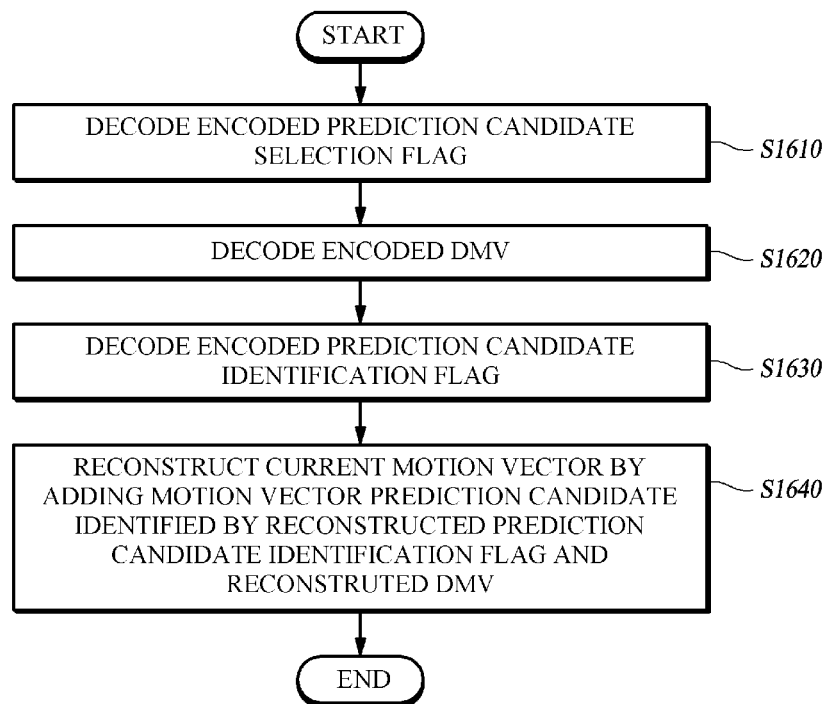 START
DECODE ENCODED PREDICTION CANDIDATE
SELECTION FLAG
S1610
DECODE ENCODED DMV
S1620
DECODE ENCODED PREDICTION CANDIDATE
IDENTIFICATION FLAG
S1630
RECONSTRUCT CURRENT MOTION VECTOR BY
ADDING MOTION VECTOR PREDICTION CANDIDATE
IDENTIFIED BY RECONSTRUCTED PREDICTION
CANDIDATE IDENTIFICATION FLAG AND
RECONSTRUTED DMV
S1640
END